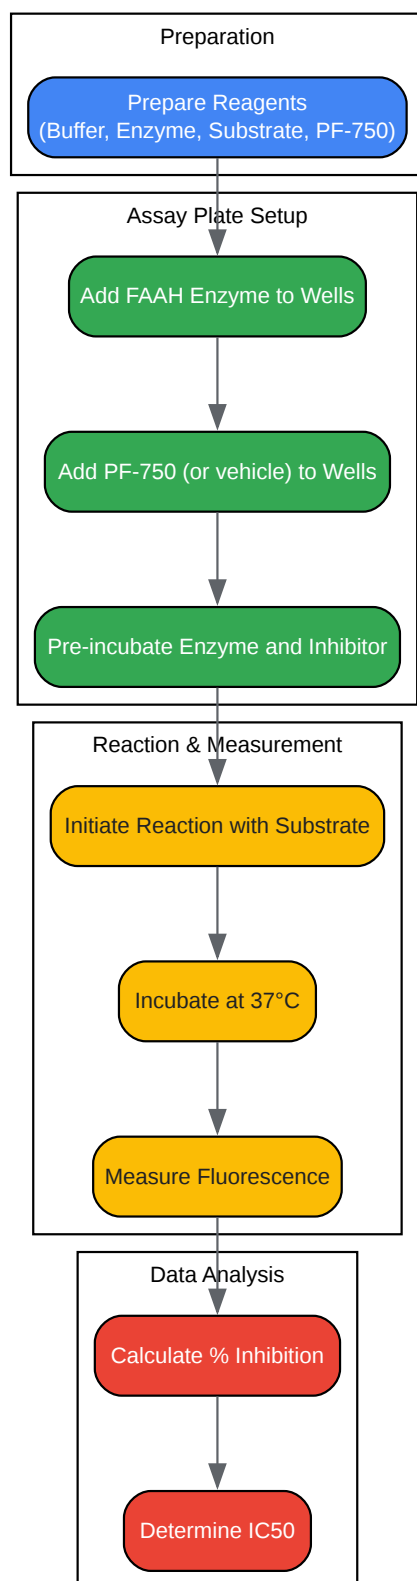 Preparation
Prepare Reagents
(Buffer, Enzyme, Substrate, PF-750)
Assay Plate Setup
Add FAAH Enzyme to Wells
Add PF-750 (or vehicle) to Wells
Pre-incubate Enzyme and Inhibitor
Reaction & Measurement
Initiate Reaction with Substrate
Incubate at 37°C
Measure Fluorescence
Data Analysis
Calculate % Inhibition
Determine IC50